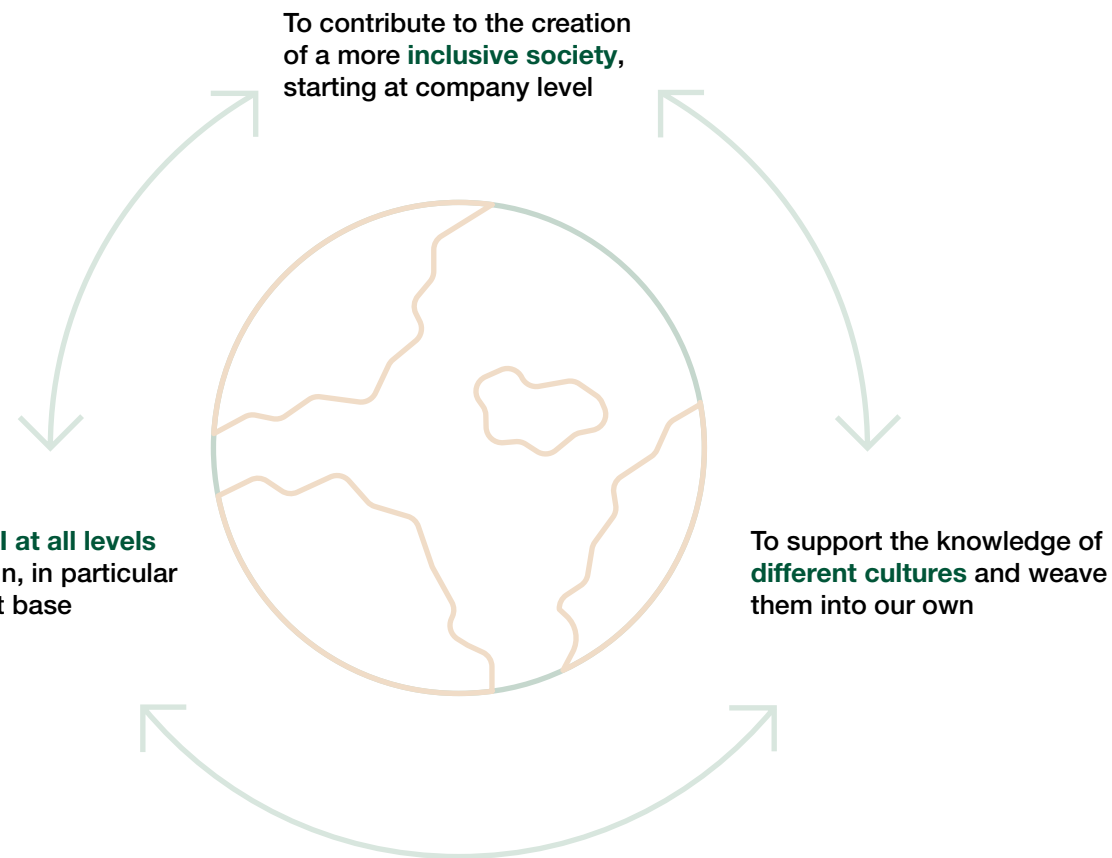 To contribute to the creation
of a more inclusive society,
starting at company level
at all levels
in particular
base
To support the knowledge of
different cultures and weave
them into our own